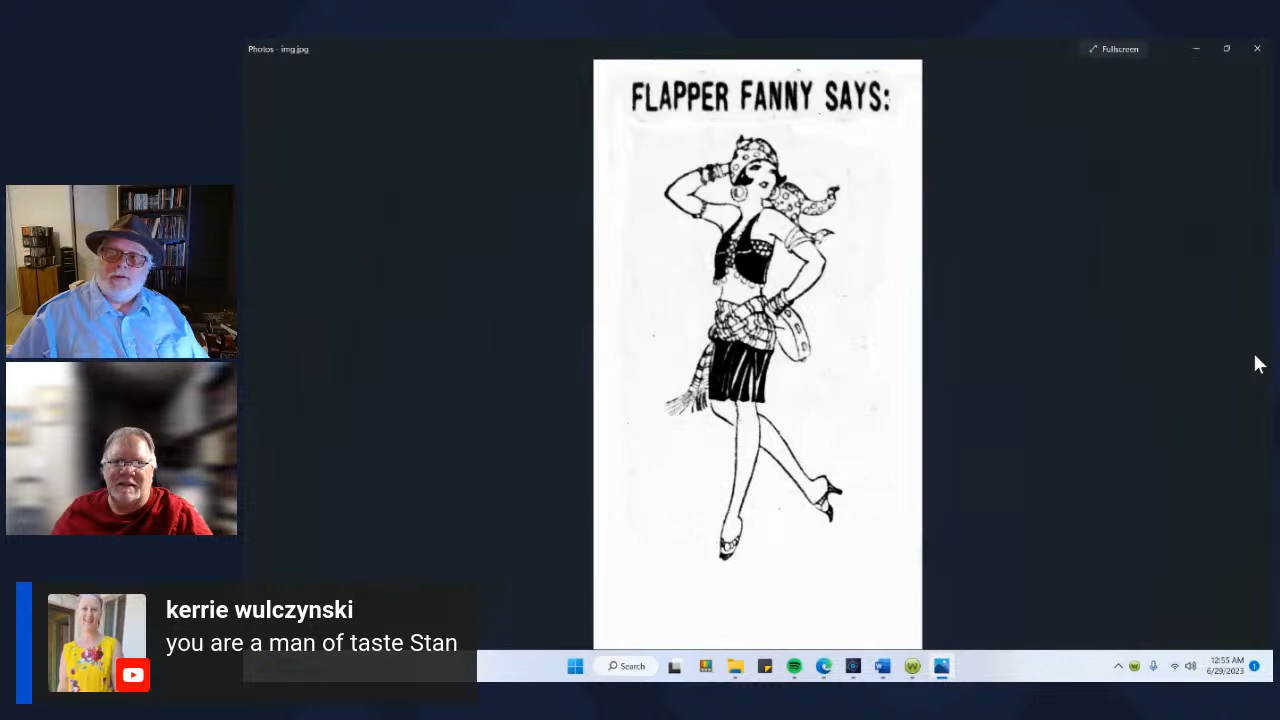 Photos - img.jpg
Fullscreen
FLAPPER FANNY SAYS:
kerrie wulczynski
you are a man of taste Stan
Search
12:55 AM
6/29/2023
1